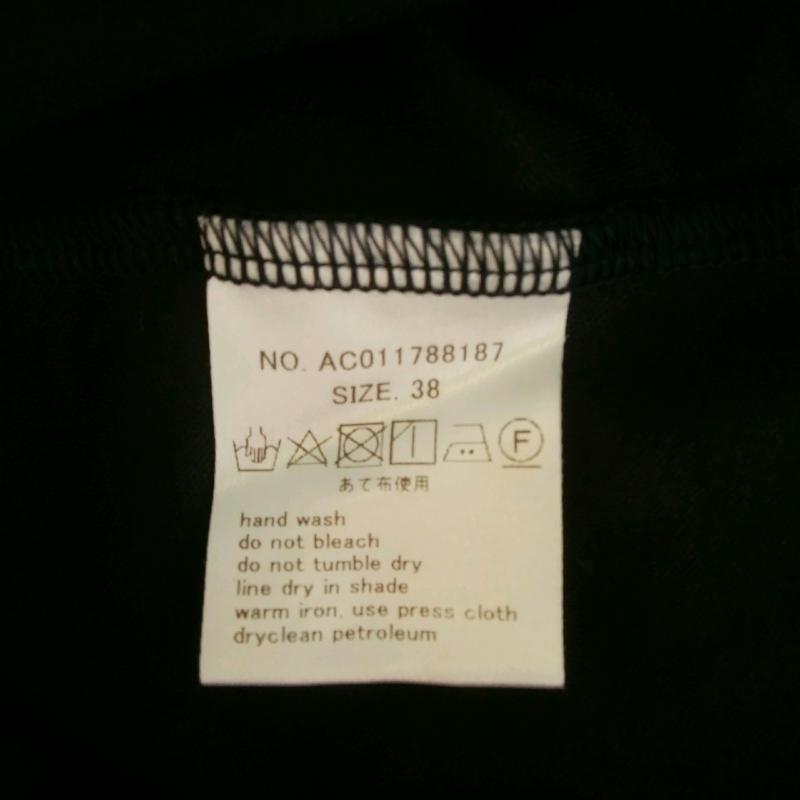 NO. AC011788187
SIZE. 38
F
あて布使用
hand wash
do not bleach
do not tumble dry
line dry in shade
warm iron, use press cloth
dryclean petroleum